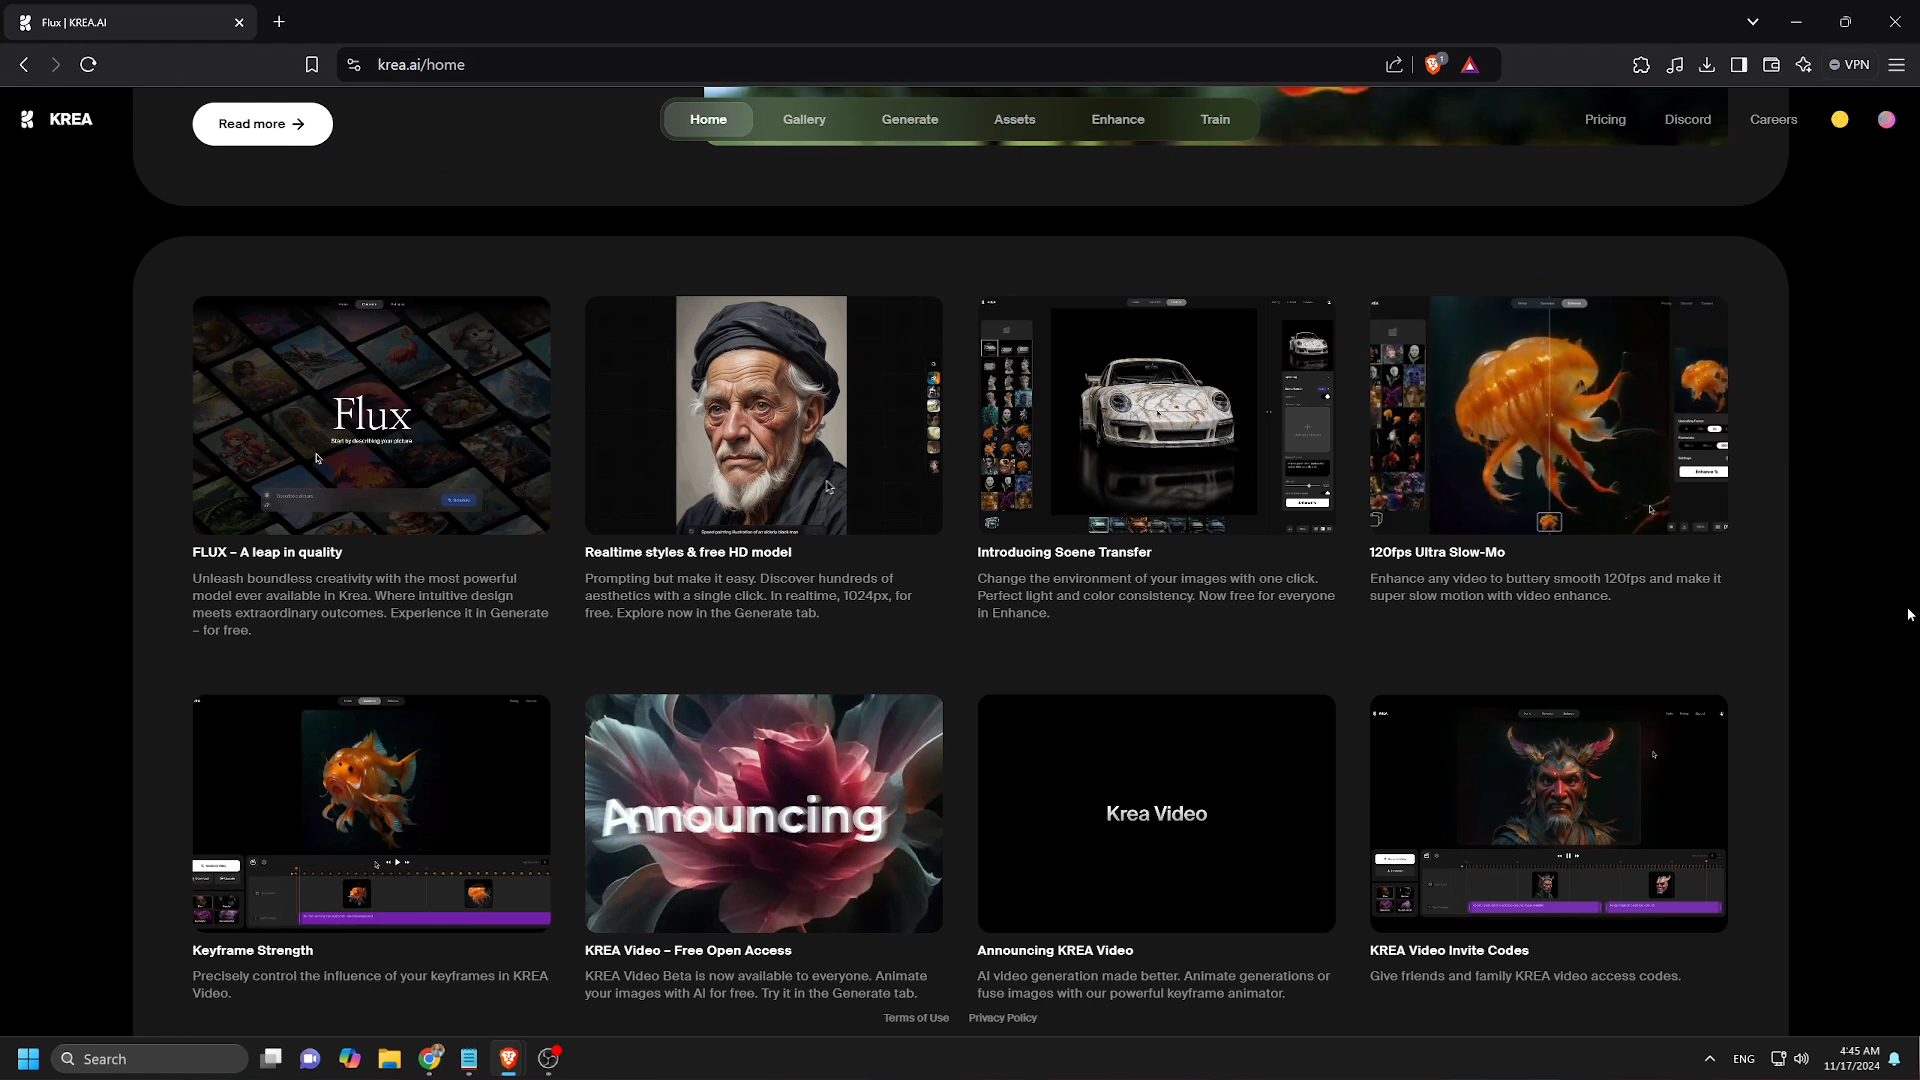 Flux | KREA.AI
krea.ai/home
1
VPN
KREA
Read more →
Home
Gallery
Generate
Assets
Enhance
Train
Pricing
Discord
Careers
Flux
Start by describing your picture
FLUX – A leap in quality
Unleash boundless creativity with the most powerful
model ever available in Krea. Where intuitive design
meets extraordinary outcomes. Experience it in Generate
– for free.
Realtime styles & free HD model
Prompting but make it easy. Discover hundreds of
aesthetics with a single click. In realtime, 1024px, for
free. Explore now in the Generate tab.
Introducing Scene Transfer
Change the environment of your images with one click.
Perfect light and color consistency. Now free for everyone
in Enhance.
120fps Ultra Slow-Mo
Enhance any video to buttery smooth 120fps and make it
super slow motion with video enhance.
Announcing
Krea Video
Keyframe Strength
Precisely control the influence of your keyframes in KREA
Video.
KREA Video – Free Open Access
KREA Video Beta is now available to everyone. Animate
your images with AI for free. Try it in the Generate tab.
Announcing KREA Video
AI video generation made better. Animate generations or
fuse images with our powerful keyframe animator.
KREA Video Invite Codes
Give friends and family KREA video access codes.
Terms of Use
Privacy Policy
Search
ENG
4:45 AM
11/17/2024